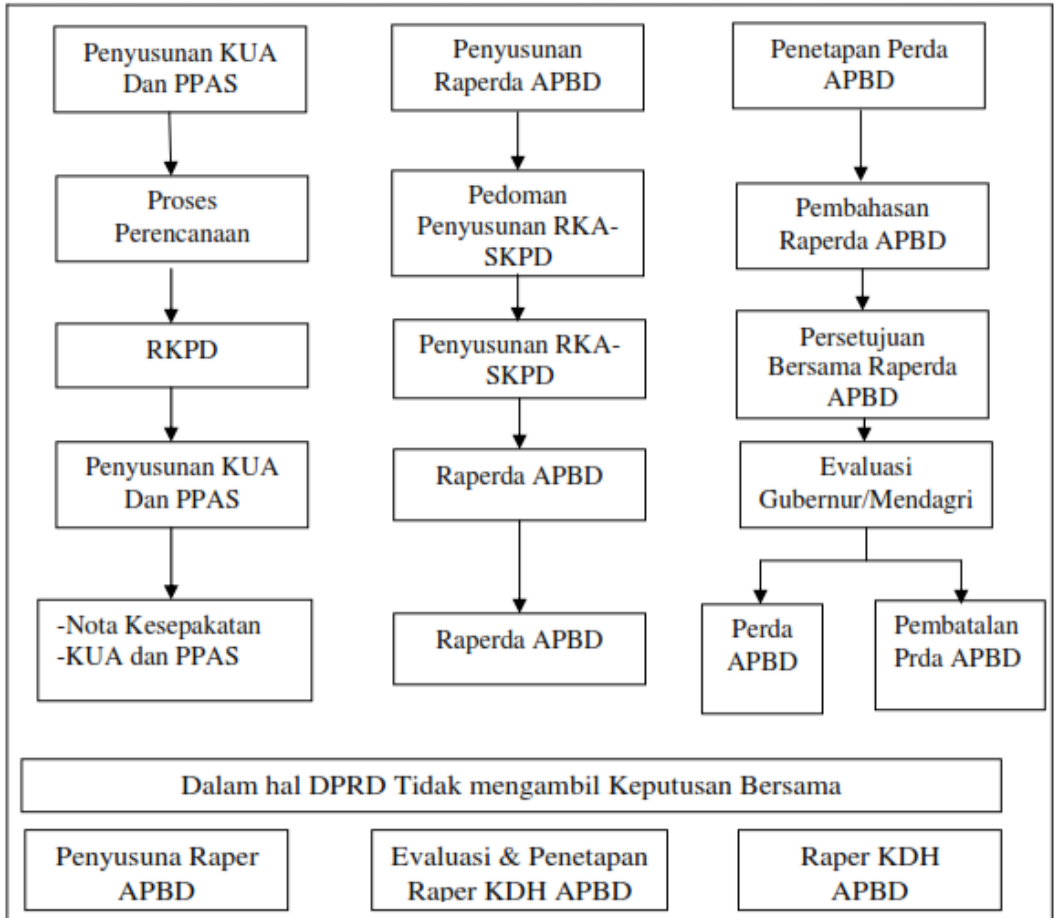 Penyusunan KUA
Dan PPAS
Proses
Perencanaan
RKPD
Penyusunan KUA
Dan PPAS
-Nota Kesepakatan
-KUA dan PPAS
Penyusunan
Raperda APBD
Pedoman
Penyusunan RKA-
SKPD
Penyusunan RKA-
SKPD
Raperda APBD
Raperda APBD
Penetapan Perda
APBD
Pembahasan
Raperda APBD
Persetujuan
Bersama Raperda
APBD
Evaluasi
Gubernur/Mendagri
Perda
APBD
Pembatalan
Prda APBD
Dalam hal DPRD Tidak mengambil Keputusan Bersama
Penyusuna Raper
APBD
Evaluasi & Penetapan
Raper KDH APBD
Raper KDH
APBD